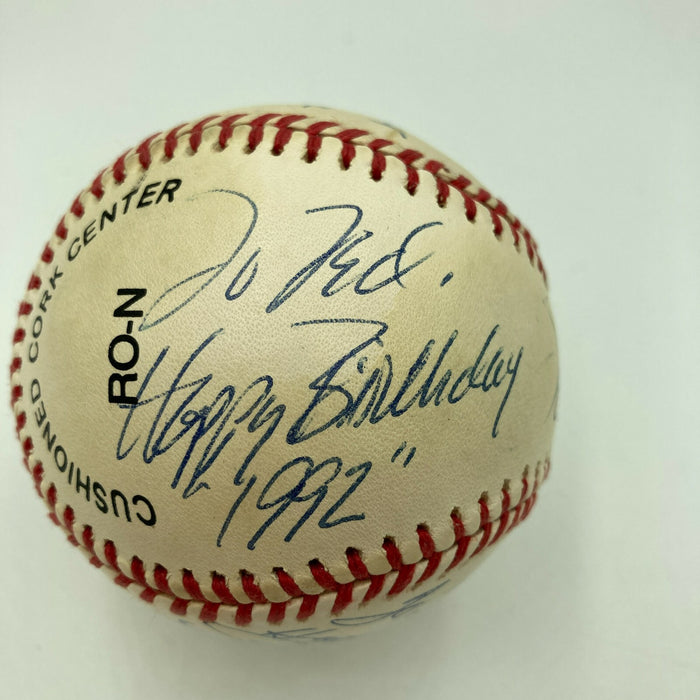 CUSHIONED CORK CENTER
RO-N
To Ted.
Happy Birthday
1992"